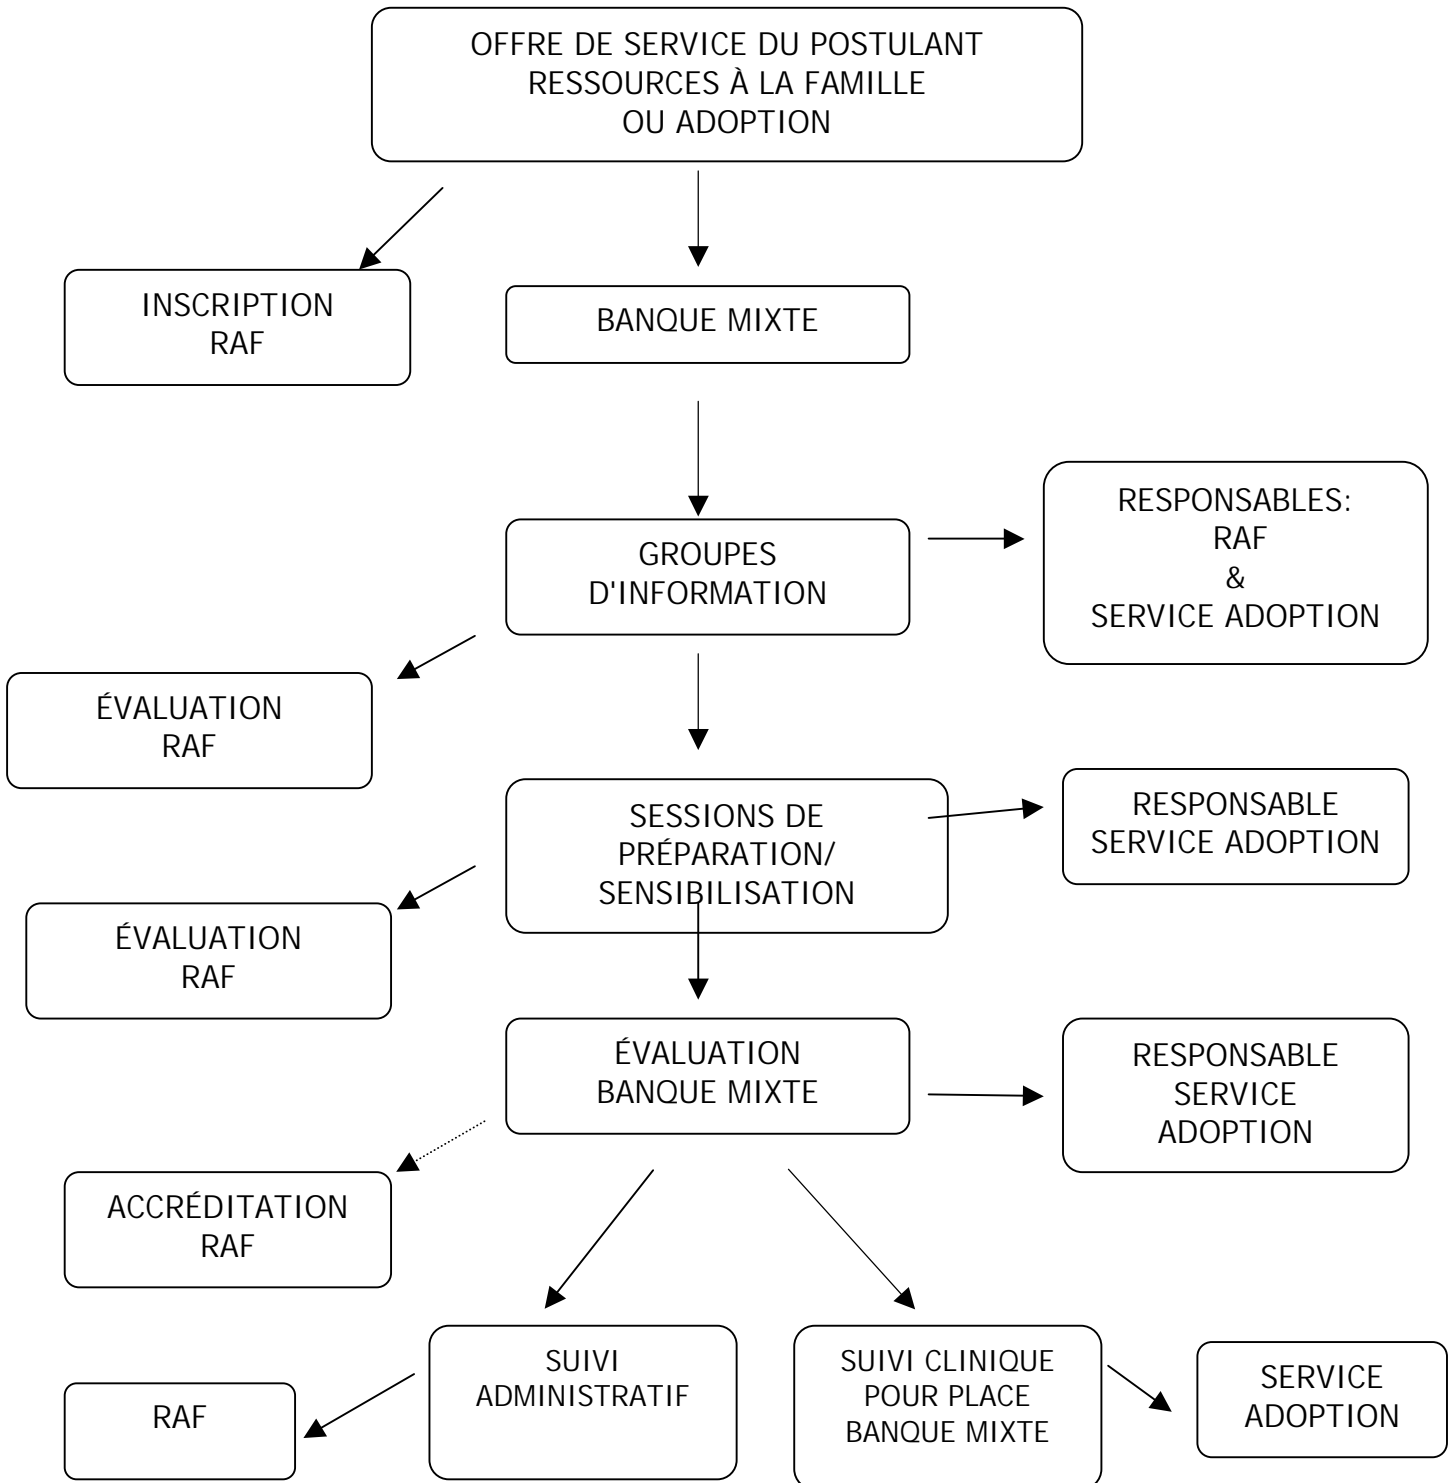 OFFRE DE SERVICE DU POSTULANT
RESSOURCES À LA FAMILLE
OU ADOPTION
INSCRIPTION
RAF
BANQUE MIXTE
GROUPES
D'INFORMATION
RESPONSABLES:
RAF
&
SERVICE ADOPTION
ÉVALUATION
RAF
SESSIONS DE
PRÉPARATION/
SENSIBILISATION
RESPONSABLE
SERVICE ADOPTION
ÉVALUATION
RAF
ÉVALUATION
BANQUE MIXTE
RESPONSABLE
SERVICE
ADOPTION
ACCRÉDITATION
RAF
SUIVI
ADMINISTRATIF
SUIVI CLINIQUE
POUR PLACE
BANQUE MIXTE
SERVICE
ADOPTION
RAF